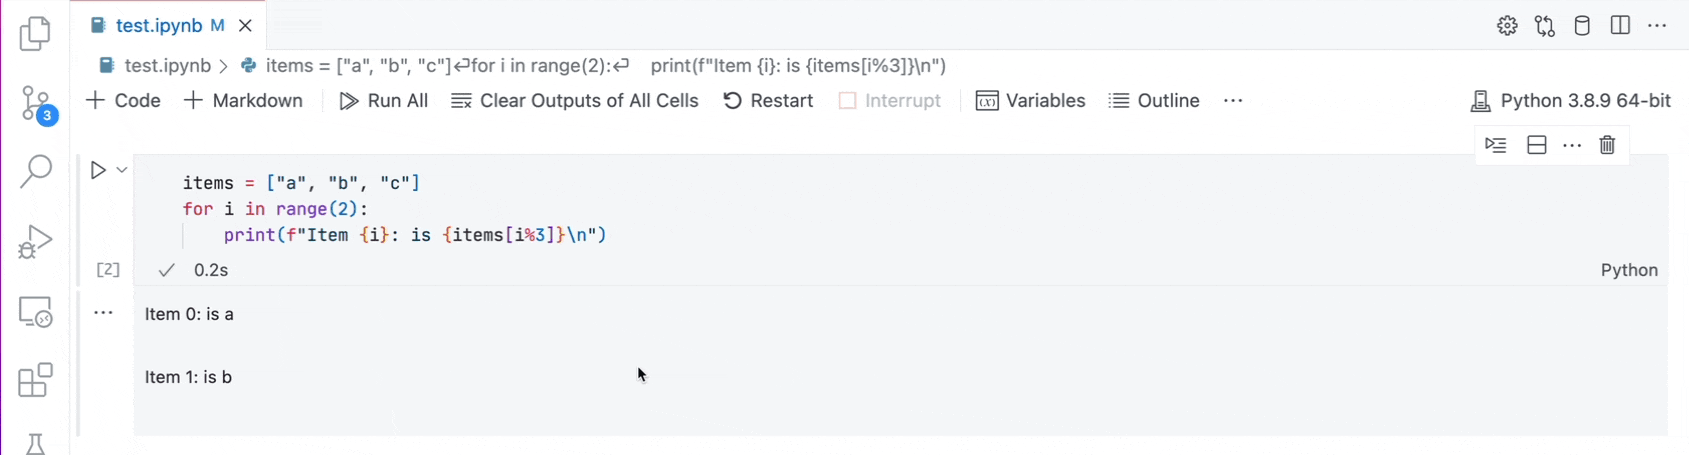 test.ipynb M
test.ipynb > items = ["a", "b", "c"]↩for i in range(2):↩ print(f"Item {i}: is {items[i%3]}\n")
+ Code + Markdown Run All Clear Outputs of All Cells Restart Interrupt (x) Variables Outline ... Python 3.8.9 64-bit
3
items = ["a", "b", "c"]
for i in range(2):
    print(f"Item {i}: is {items[i%3]}\n")
[2] ✓ 0.2s Python
Item 0: is a
Item 1: is b